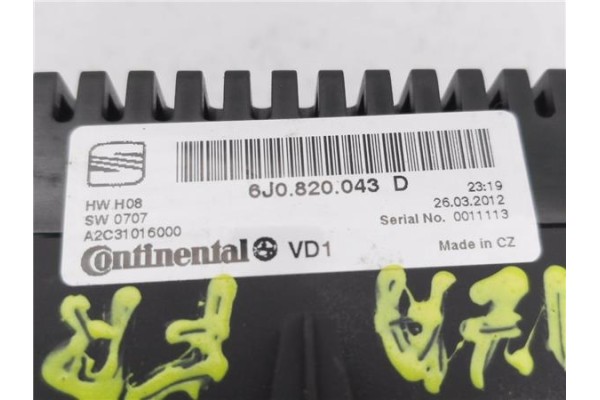 6J0.820.043 D
HW H08
23:19
SW 0707
26.03.2012
A2C31016000
Serial No. 0011113
Continental VD1
Made in CZ